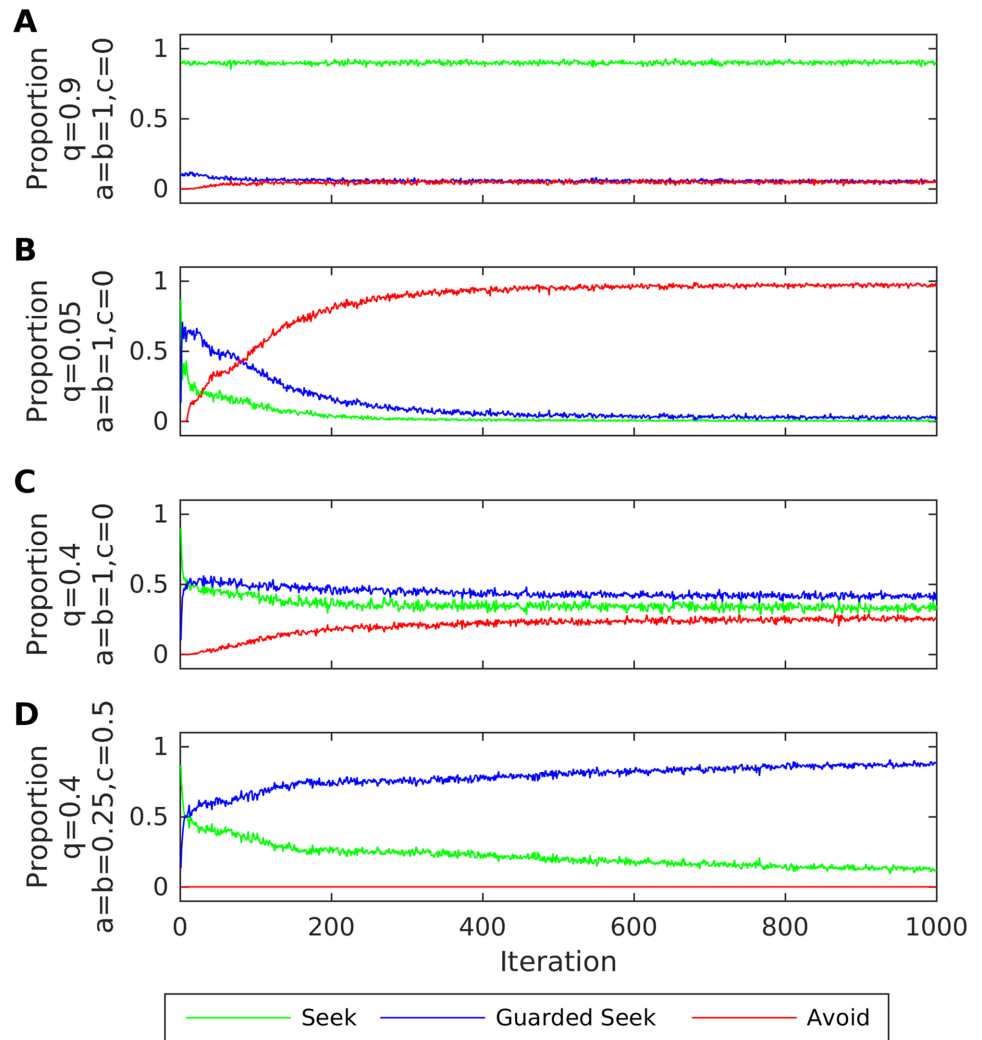 A
Proportion
q=0.9
a=b=1,c=0
1
0.5
0
B
Proportion
q=0.05
a=b=1,c=0
1
0.5
0
C
Proportion
q=0.4
a=b=1,c=0
1
0.5
0
D
Proportion
q=0.4
a=b=0.25,c=0.5
1
0.5
0
0 200 400 600 800 1000
Iteration
Seek Guarded Seek Avoid